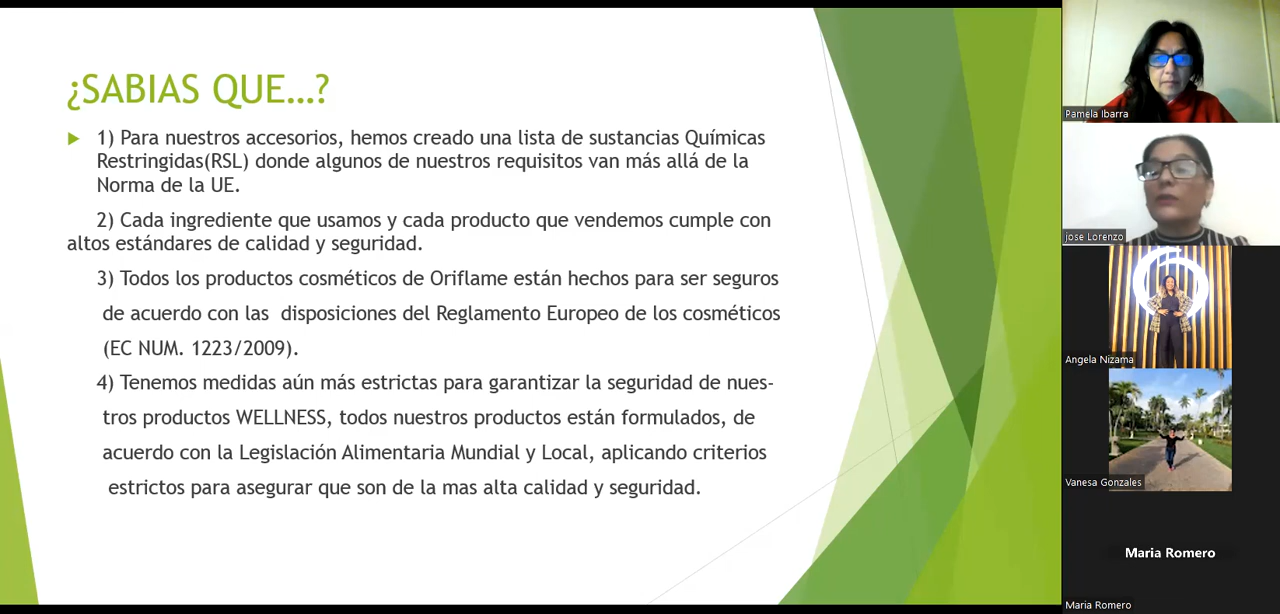 ¿SABIAS QUE...?
1) Para nuestros accesorios, hemos creado una lista de sustancias Químicas
Restringidas(RSL) donde algunos de nuestros requisitos van más allá de la
Norma de la UE.
2) Cada ingrediente que usamos y cada producto que vendemos cumple con
altos estándares de calidad y seguridad.
3) Todos los productos cosméticos de Oriflame están hechos para ser seguros
de acuerdo con las disposiciones del Reglamento Europeo de los cosméticos
(EC NUM. 1223/2009).
4) Tenemos medidas aún más estrictas para garantizar la seguridad de nues-
tros productos WELLNESS, todos nuestros productos están formulados, de
acuerdo con la Legislación Alimentaria Mundial y Local, aplicando criterios
estrictos para asegurar que son de la mas alta calidad y seguridad.
Pamela Ibarra
jose Lorenzo
Angela Nizama
Vanesa Gonzales
Maria Romero
Maria Romero